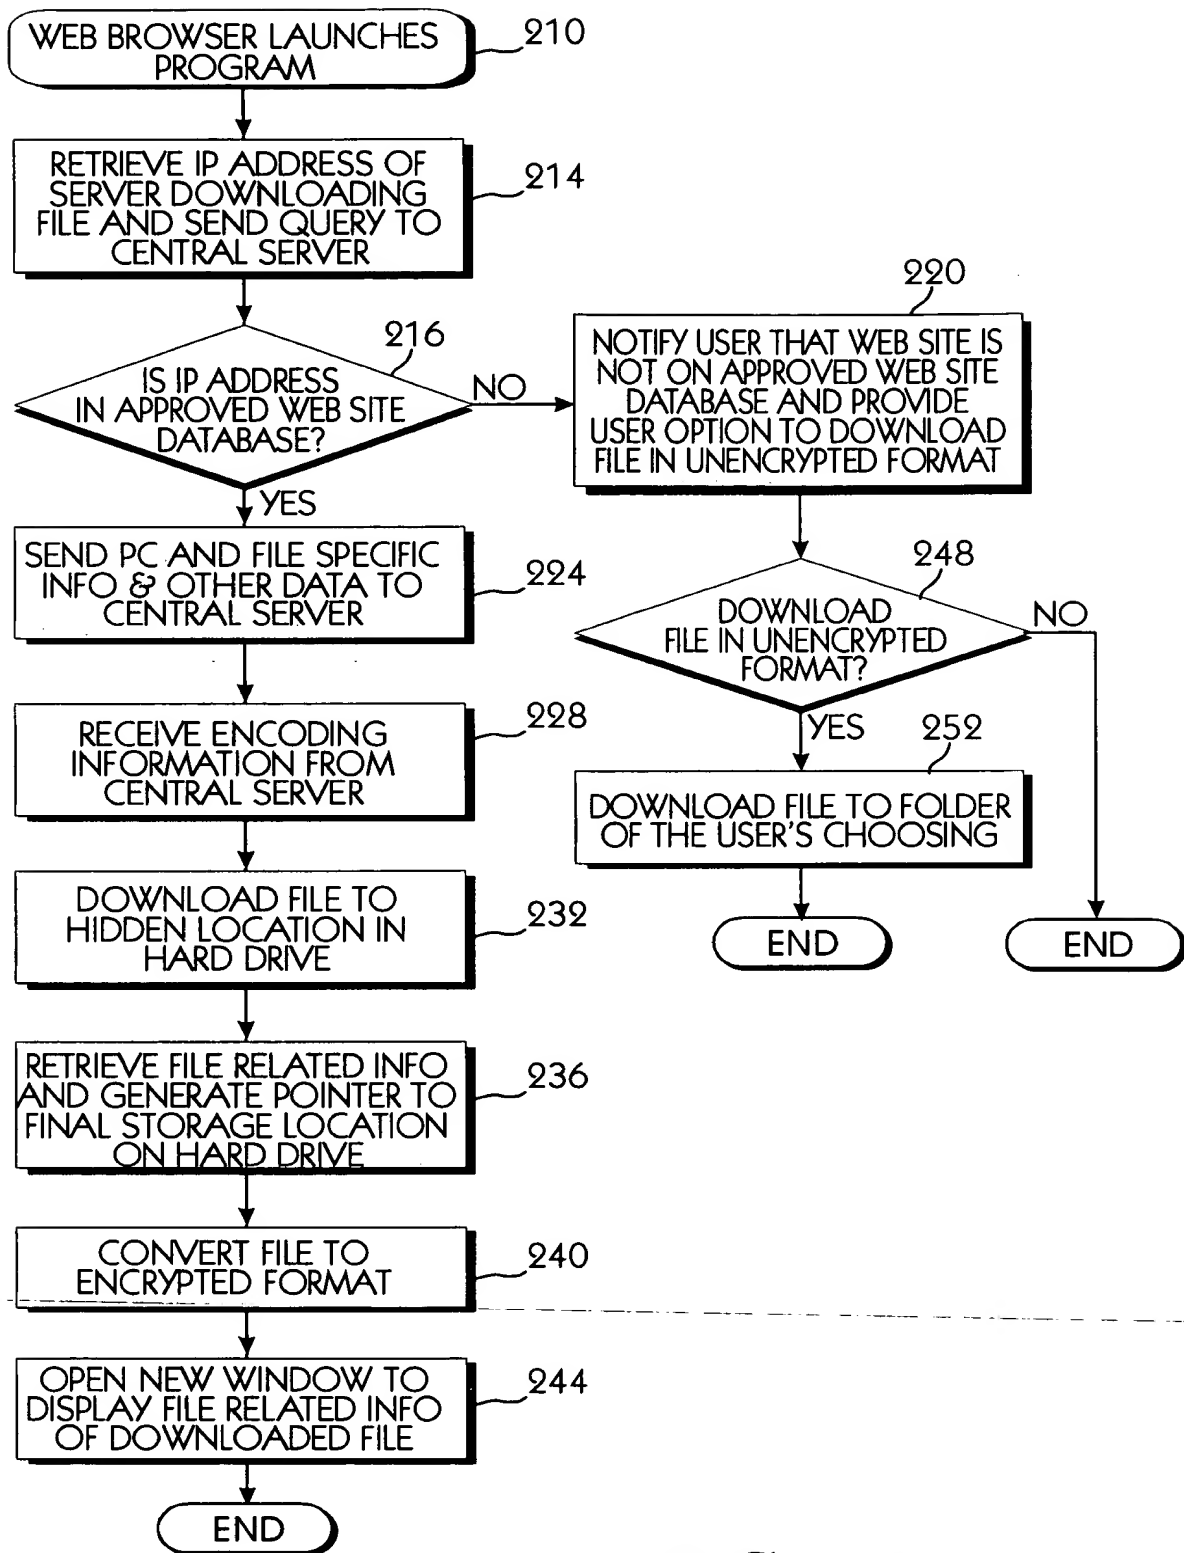 WEB BROWSER LAUNCHES
PROGRAM
210
RETRIEVE IP ADDRESS OF
SERVER DOWNLOADING
FILE AND SEND QUERY TO
CENTRAL SERVER
214
IS IP ADDRESS
IN APPROVED WEB SITE
DATABASE?
216
NO
YES
220
NOTIFY USER THAT WEB SITE IS
NOT ON APPROVED WEB SITE
DATABASE AND PROVIDE
USER OPTION TO DOWNLOAD
FILE IN UNENCRYPTED FORMAT
SEND PC AND FILE SPECIFIC
INFO & OTHER DATA TO
CENTRAL SERVER
224
248
DOWNLOAD
FILE IN UNENCRYPTED
FORMAT?
NO
YES
RECEIVE ENCODING
INFORMATION FROM
CENTRAL SERVER
228
252
DOWNLOAD FILE TO FOLDER
OF THE USER'S CHOOSING
END
END
DOWNLOAD FILE TO
HIDDEN LOCATION IN
HARD DRIVE
232
RETRIEVE FILE RELATED INFO
AND GENERATE POINTER TO
FINAL STORAGE LOCATION
ON HARD DRIVE
236
CONVERT FILE TO
ENCRYPTED FORMAT
240
OPEN NEW WINDOW TO
DISPLAY FILE RELATED INFO
OF DOWNLOADED FILE
244
END